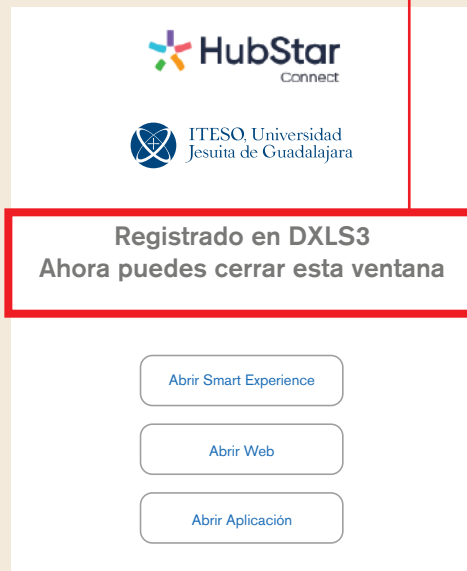 HubStar
Connect
ITESO, Universidad
Jesuita de Guadalajara
Registrado en DXLS3
Ahora puedes cerrar esta ventana
Abrir Smart Experience
Abrir Web
Abrir Aplicación